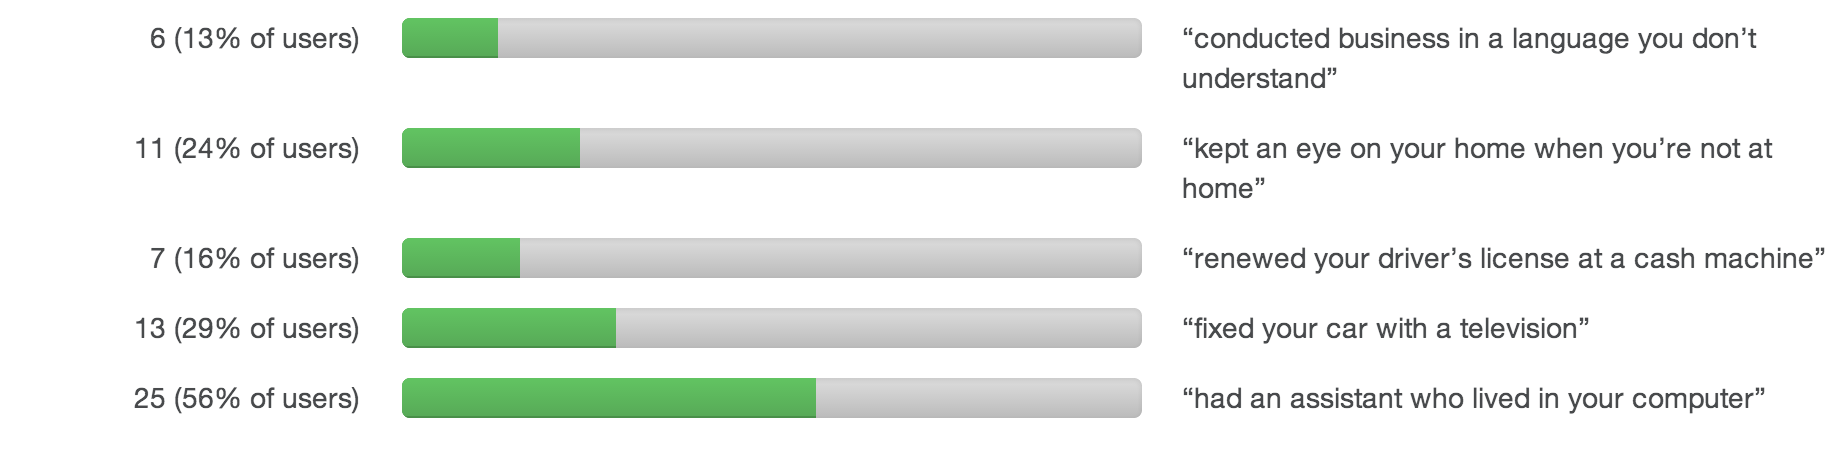 6 (13% of users)
“conducted business in a language you don’t
understand”
11 (24% of users)
“kept an eye on your home when you’re not at
home”
7 (16% of users)
“renewed your driver’s license at a cash machine”
13 (29% of users)
“fixed your car with a television”
25 (56% of users)
“had an assistant who lived in your computer”